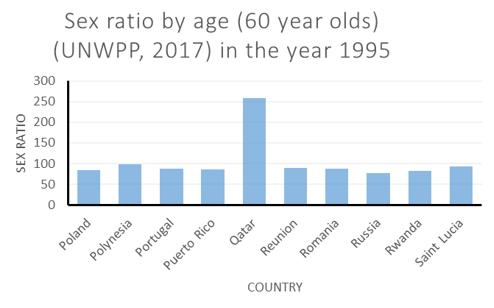 Sex ratio by age (60 year olds)
(UNWPP, 2017) in the year 1995
300
250
200
150
100
50
0
SEX RATIO
Poland
Polynesia
Portugal
Puerto Rico
Qatar
Reunion
Romania
Russia
Rwanda
Saint Lucia
COUNTRY